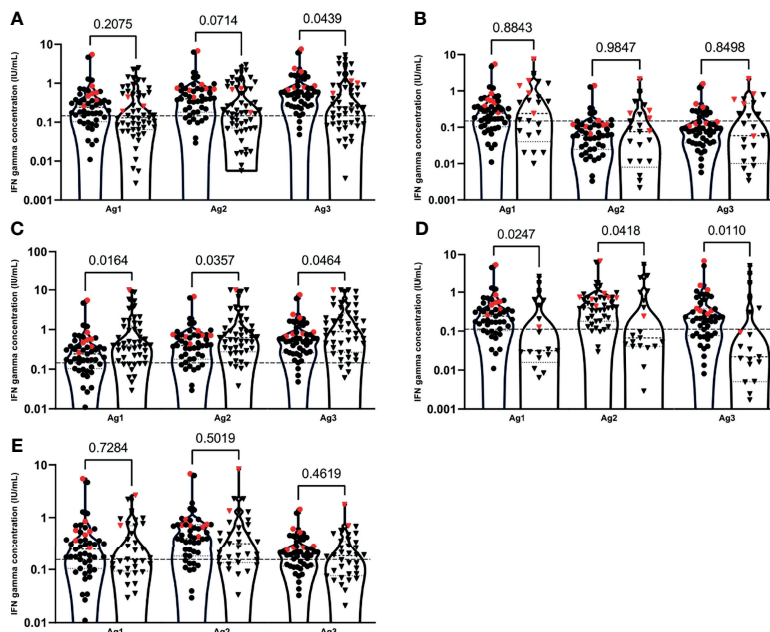 A
0.2075
0.0714
0.0439
IFN gamma concentration (IU/mL)
10
1
0.1
0.01
0.001
Ag1
Ag2
Ag3
B
0.8843
0.9847
0.8498
IFN gamma concentration (IU/mL)
10
1
0.1
0.01
0.001
Ag1
Ag2
Ag3
C
0.0164
0.0357
0.0464
IFN gamma concentration (IU/mL)
100
10
1
0.1
0.01
Ag1
Ag2
Ag3
D
0.0247
0.0418
0.0110
IFN gamma concentration (IU/mL)
10
1
0.1
0.01
0.001
Ag1
Ag2
Ag3
E
0.7284
0.5019
0.4619
IFN gamma concentration (IU/mL)
10
1
0.1
0.01
Ag1
Ag2
Ag3